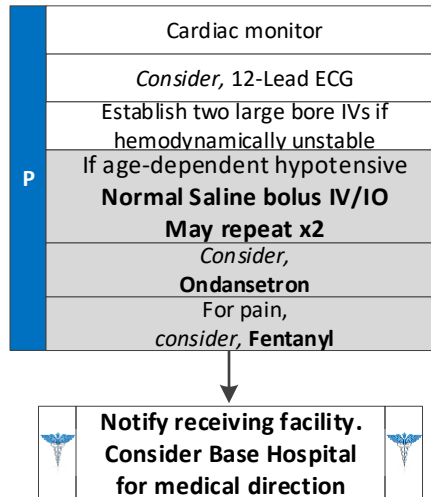 Cardiac monitor
Consider, 12-Lead ECG
Establish two large bore IVs if
hemodynamically unstable
P
If age-dependent hypotensive
Normal Saline bolus IV/IO
May repeat x2
Consider,
Ondansetron
For pain,
consider, Fentanyl
Notify receiving facility.
Consider Base Hospital
for medical direction